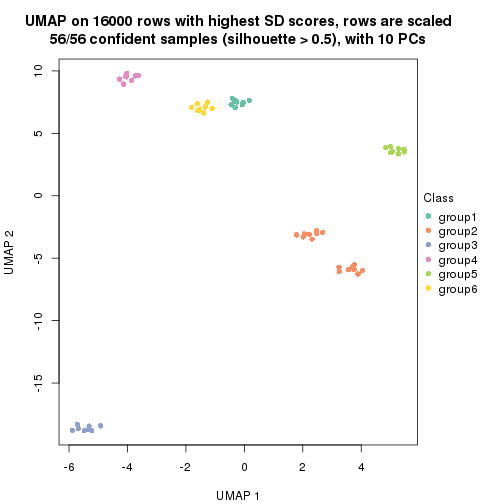 UMAP on 16000 rows with highest SD scores, rows are scaled
56/56 confident samples (silhouette > 0.5), with 10 PCs
10
5
0
-5
-10
-15
UMAP 2
-6
-4
-2
0
2
4
UMAP 1
Class
group1
group2
group3
group4
group5
group6